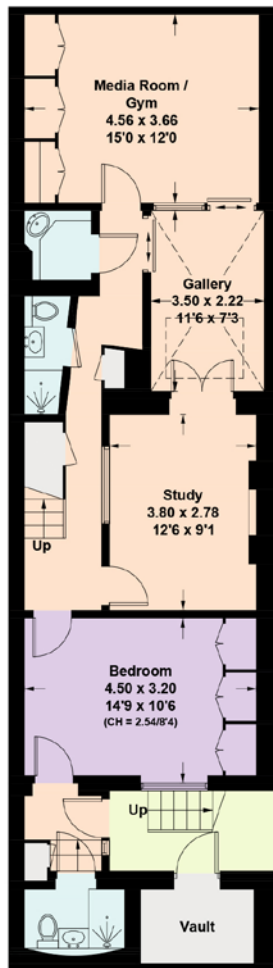 Media Room /
Gym
4.56 x 3.66
15'0 x 12'0
Gallery
3.50 x 2.22
11'6 x 7'3
Study
3.80 x 2.78
12'6 x 9'1
Up
Bedroom
4.50 x 3.20
14'9 x 10'6
(CH = 2.54/8'4)
Up
Vault